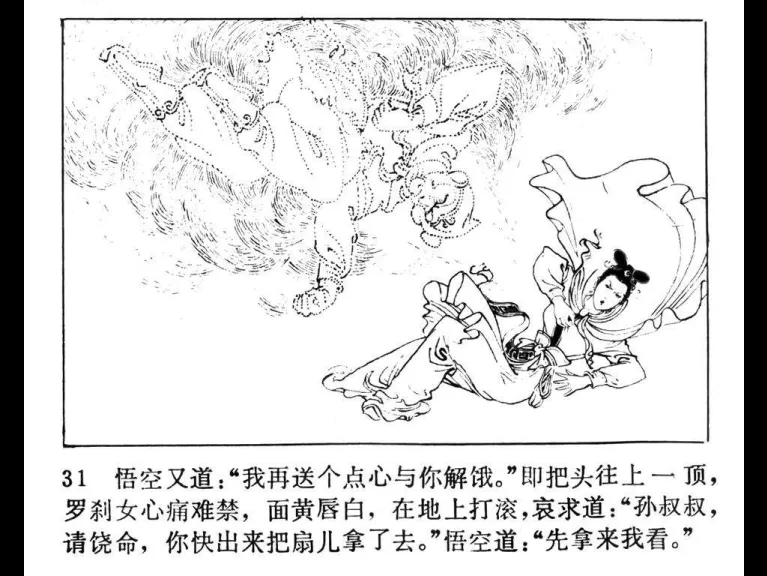 31 悟空又道：“我再送个点心与你解饿。”即把头往上一顶，
罗刹女心痛难禁，面黄唇白，在地上打滚，哀求道：“孙叔叔，
请饶命，你快出来把扇儿拿了去。”悟空道：“先拿来我看。”